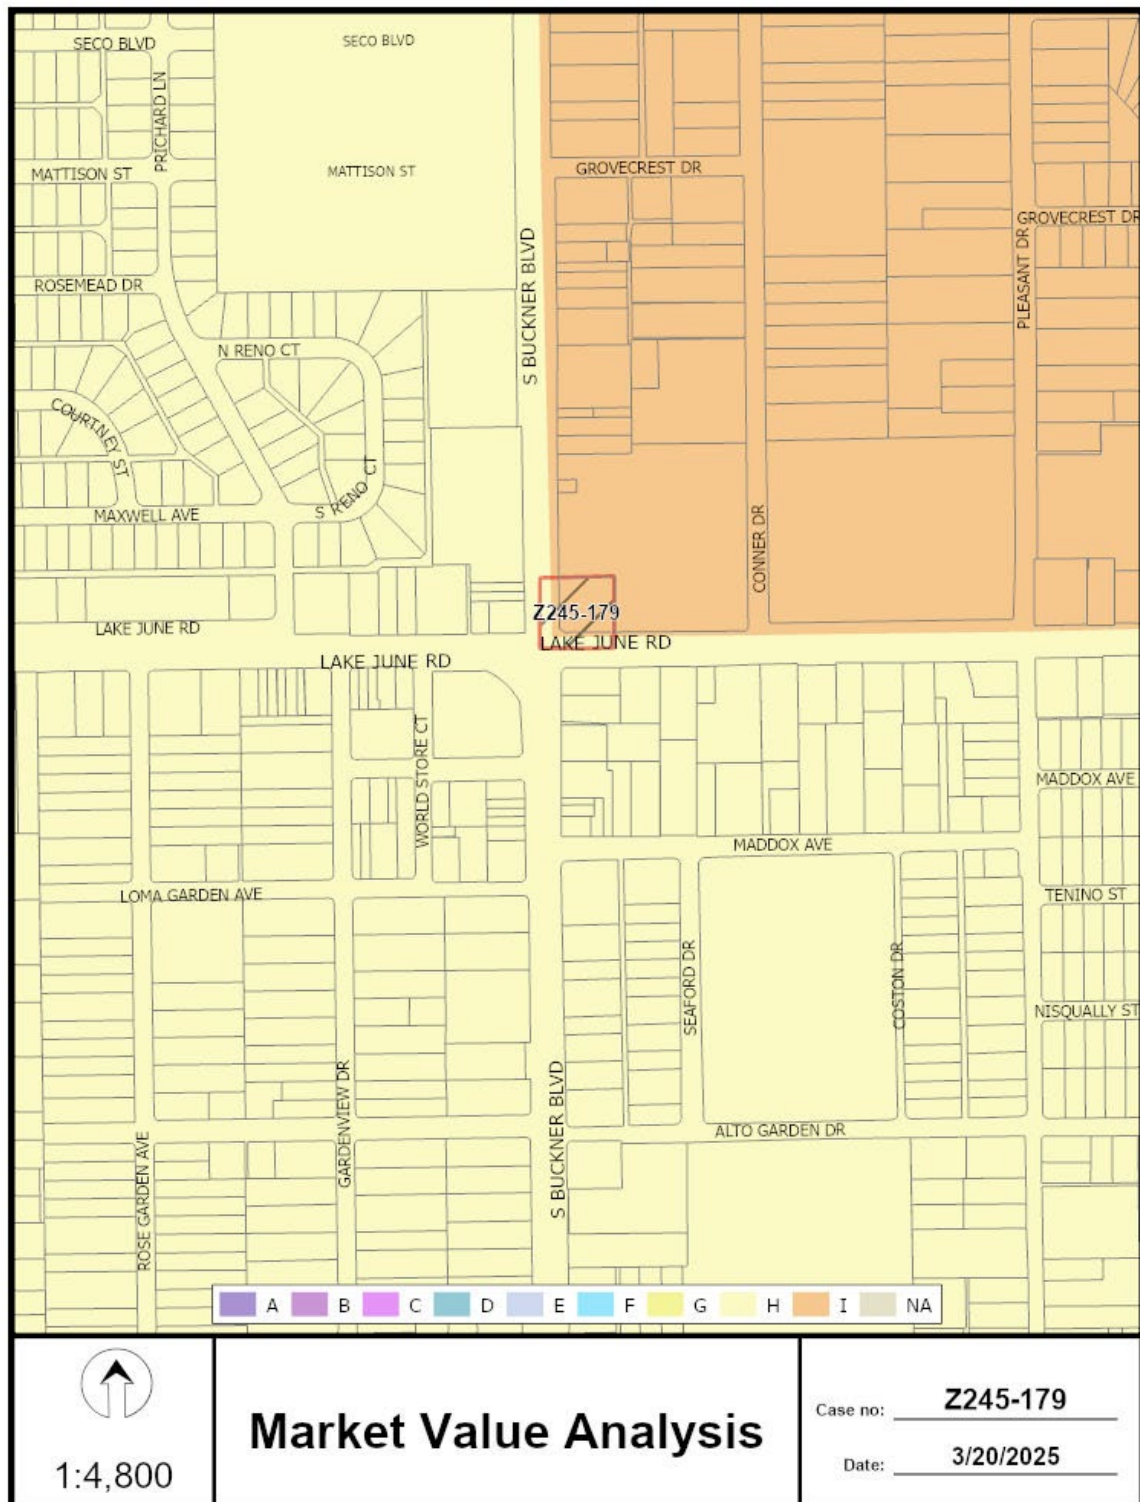 SECO BLVD
SECO BLVD
PRICHARD LN
MATTISON ST
MATTISON ST
GROVECREST DR
GROVECREST DR
PLEASANT DR
S BUCKNER BLVD
ROSEMEAD DR
N RENO CT
COURTNEY ST
S RENO CT
MAXWELL AVE
CONNER DR
Z245-179
LAKE JUNE RD
LAKE JUNE RD
LAKE JUNE RD
WORLD STORE CT
MADDOX AVE
MADDOX AVE
LOMA GARDEN AVE
TENINO ST
SEAFORD DR
COSTON DR
NISQUALLY ST
GARDENVIEW DR
S BUCKNER BLVD
ALTO GARDEN DR
ROSE GARDEN AVE
A B C D E F G H I NA
1:4,800
Market Value Analysis
Case no: Z245-179
Date: 3/20/2025